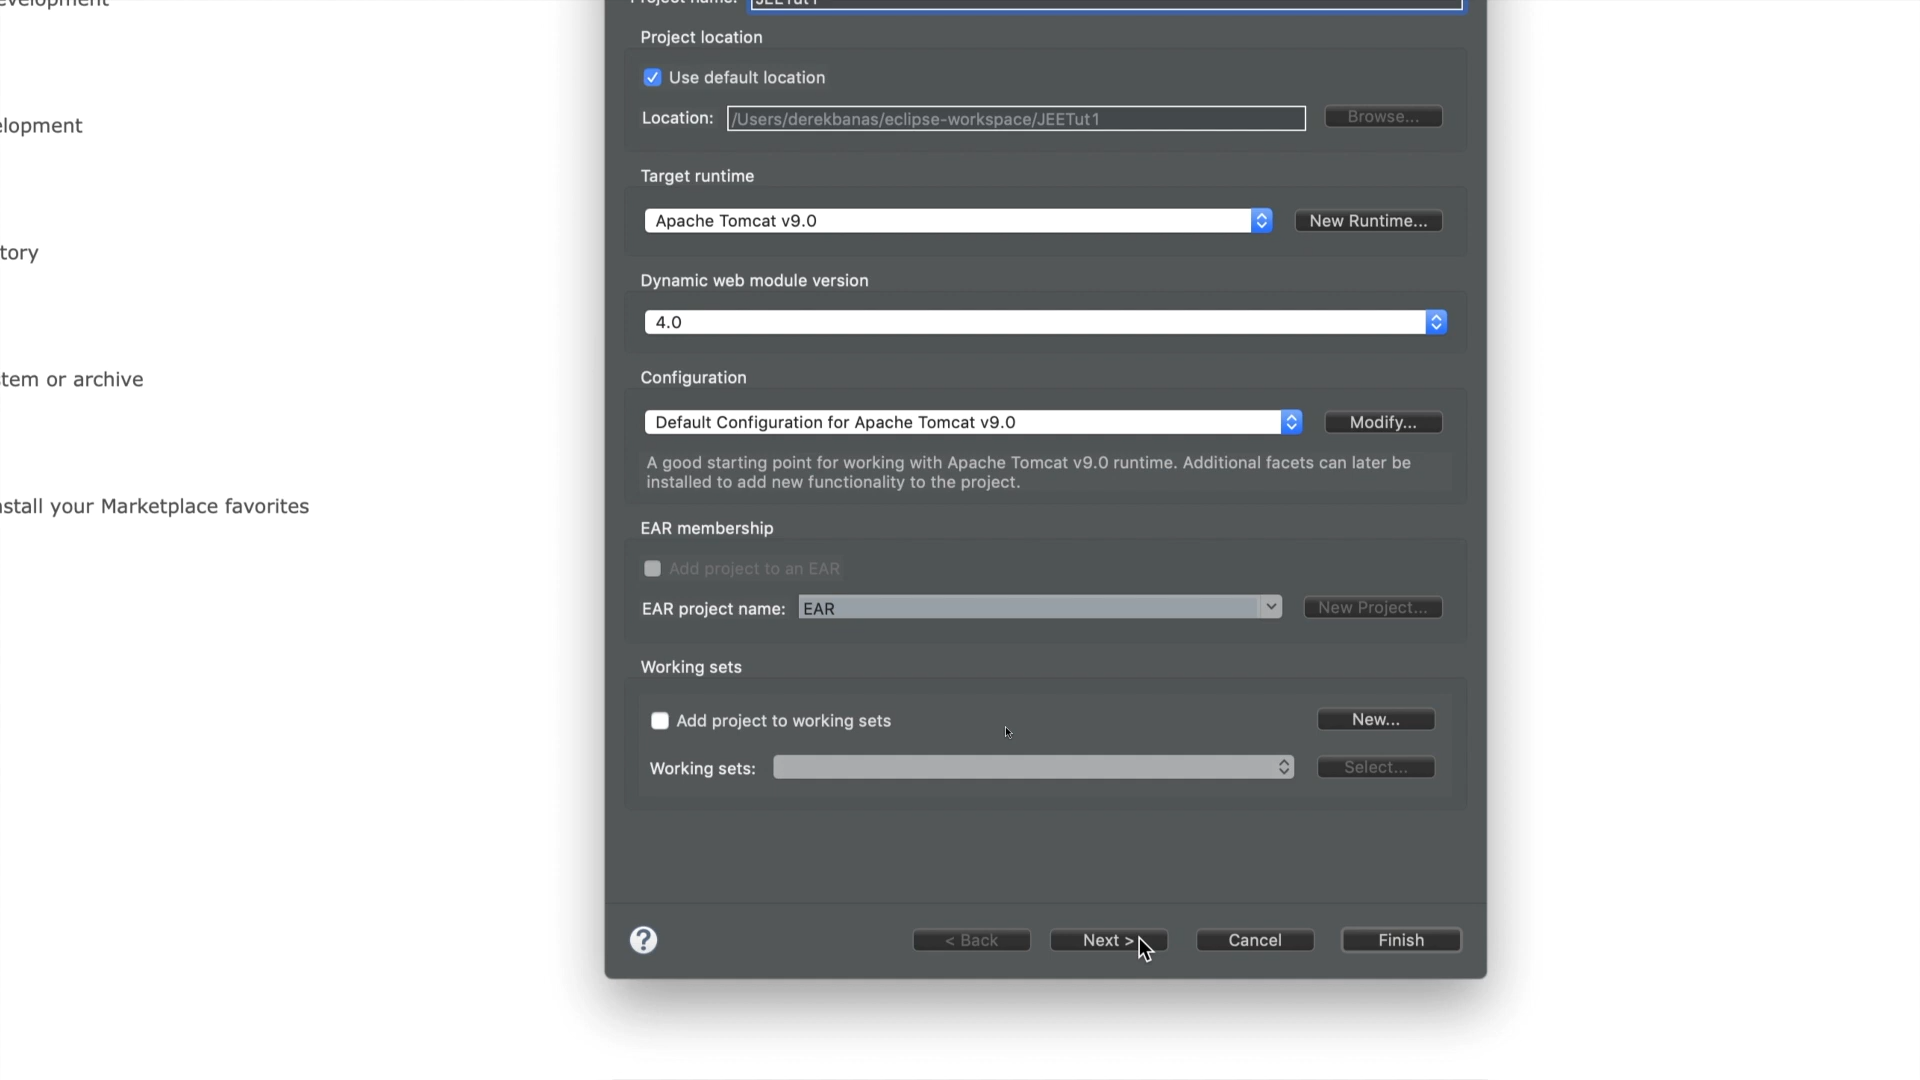 evelopment
Project name: JEETut1
Project location
Use default location
elopment
Location: /Users/derekbanas/eclipse-workspace/JEETut1 Browse...
Target runtime
Apache Tomcat v9.0 New Runtime...
tory
Dynamic web module version
4.0
tem or archive
Configuration
Default Configuration for Apache Tomcat v9.0 Modify...
A good starting point for working with Apache Tomcat v9.0 runtime. Additional facets can later be
installed to add new functionality to the project.
stall your Marketplace favorites
EAR membership
Add project to an EAR
EAR project name: EAR New Project...
Working sets
Add project to working sets New...
Working sets: Select...
? < Back Next > Cancel Finish